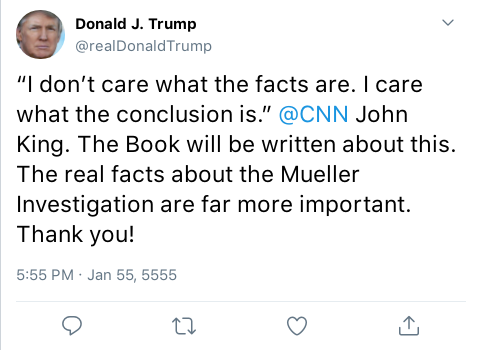 Donald J. Trump
@realDonaldTrump
“I don’t care what the facts are. I care
what the conclusion is.” @CNN John
King. The Book will be written about this.
The real facts about the Mueller
Investigation are far more important.
Thank you!
5:55 PM · Jan 55, 5555